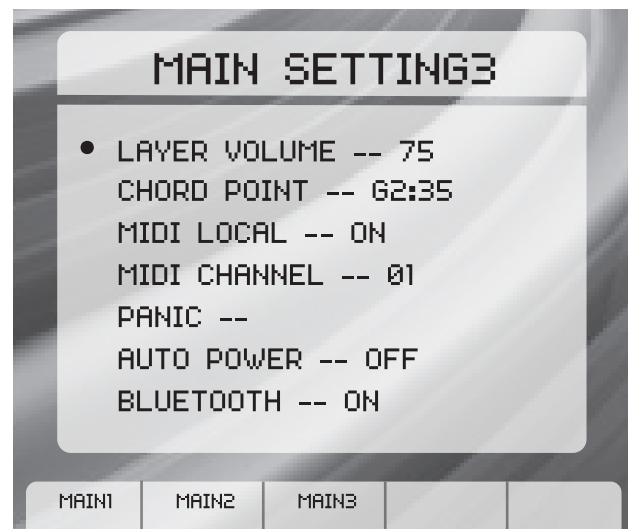 MAIN SETTING3
• LAYER VOLUME -- 75
CHORD POINT -- G2:35
MIDI LOCAL -- ON
MIDI CHANNEL -- 01
PANIC --
AUTO POWER -- OFF
BLUETOOTH -- ON
MAIN1 MAIN2 MAIN3